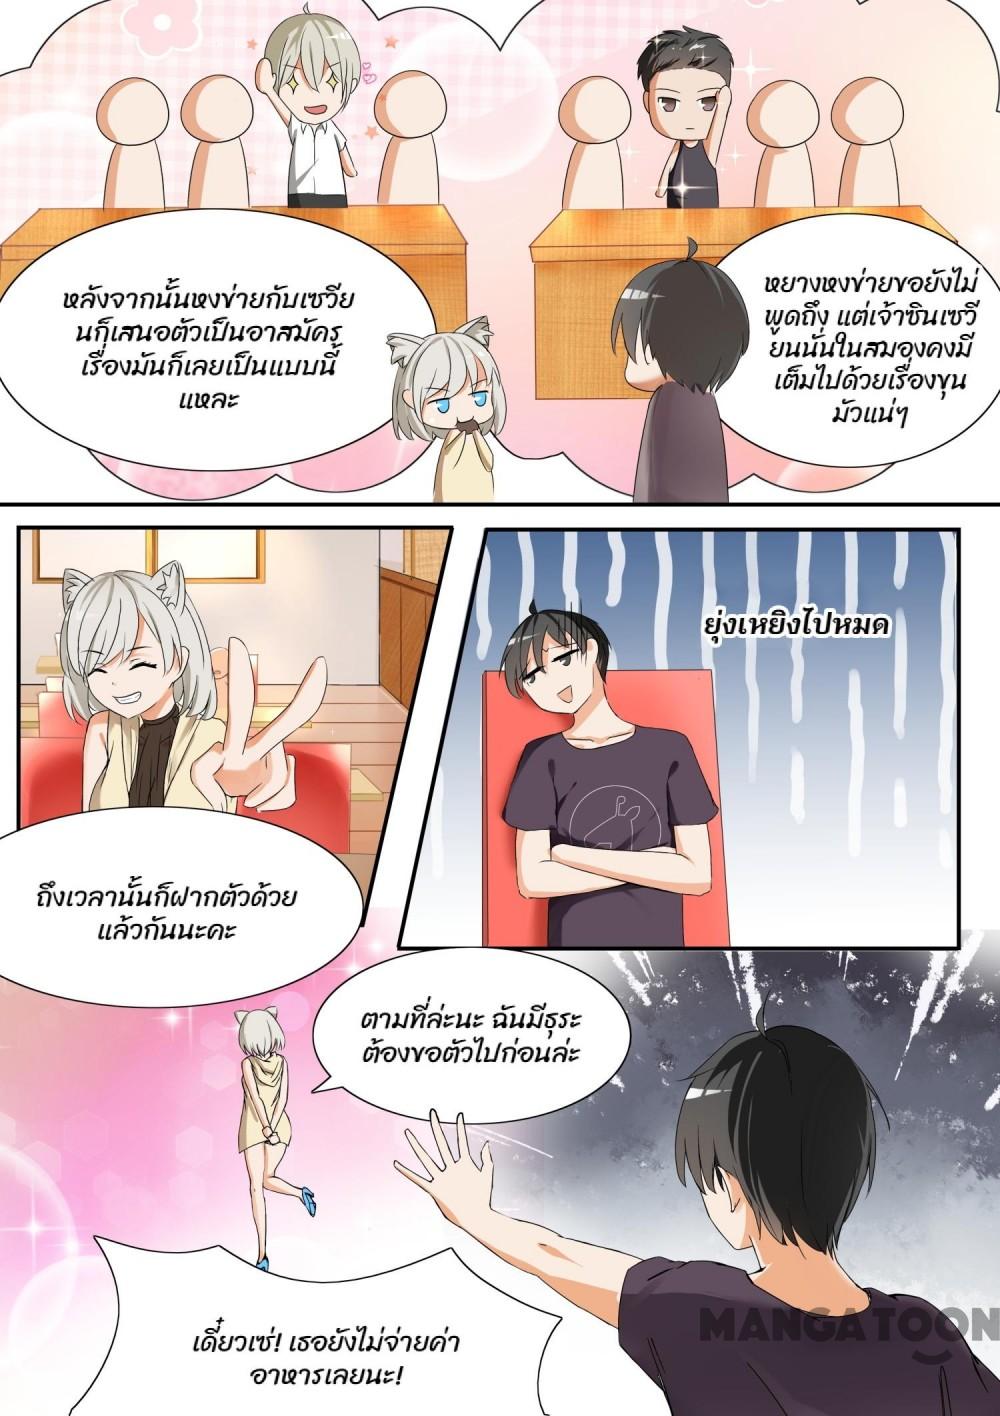 หลังจากนั้นหงข่ายกับเซวีย
นก็เสนอตัวเป็นอาสมัคร
เรื่องมันก็เลยเป็นแบบนี้
แหละ
หยางหงข่ายขอยังไม่
พูดถึง แต่เจ้าซินเซวี
ยนนั่นในสมองคงมี
เต็มไปด้วยเรื่องขุน
มัวแน่ๆ
ยุ่งเหยิงไปหมด
ถึงเวลานั้นก็ฝากตัวด้วย
แล้วกันนะคะ
ตามที่ล่ะนะ ฉันมีธุระ
ต้องขอตัวไปก่อนล่ะ
เดี๋ยวเซ่! เธอยังไม่จ่ายค่า
อาหารเลยนะ!
MANGATOON